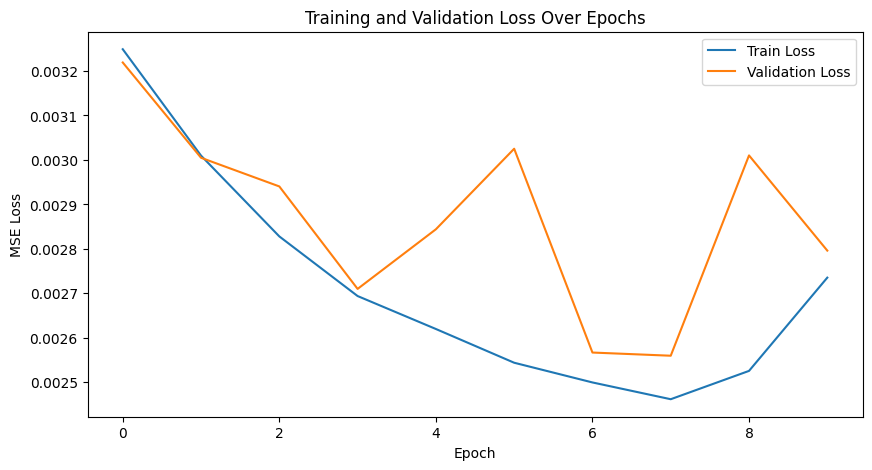 Training and Validation Loss Over Epochs
Train Loss
Validation Loss
0.0032
0.0031
0.0030
0.0029
0.0028
0.0027
0.0026
0.0025
MSE Loss
0 2 4 6 8
Epoch